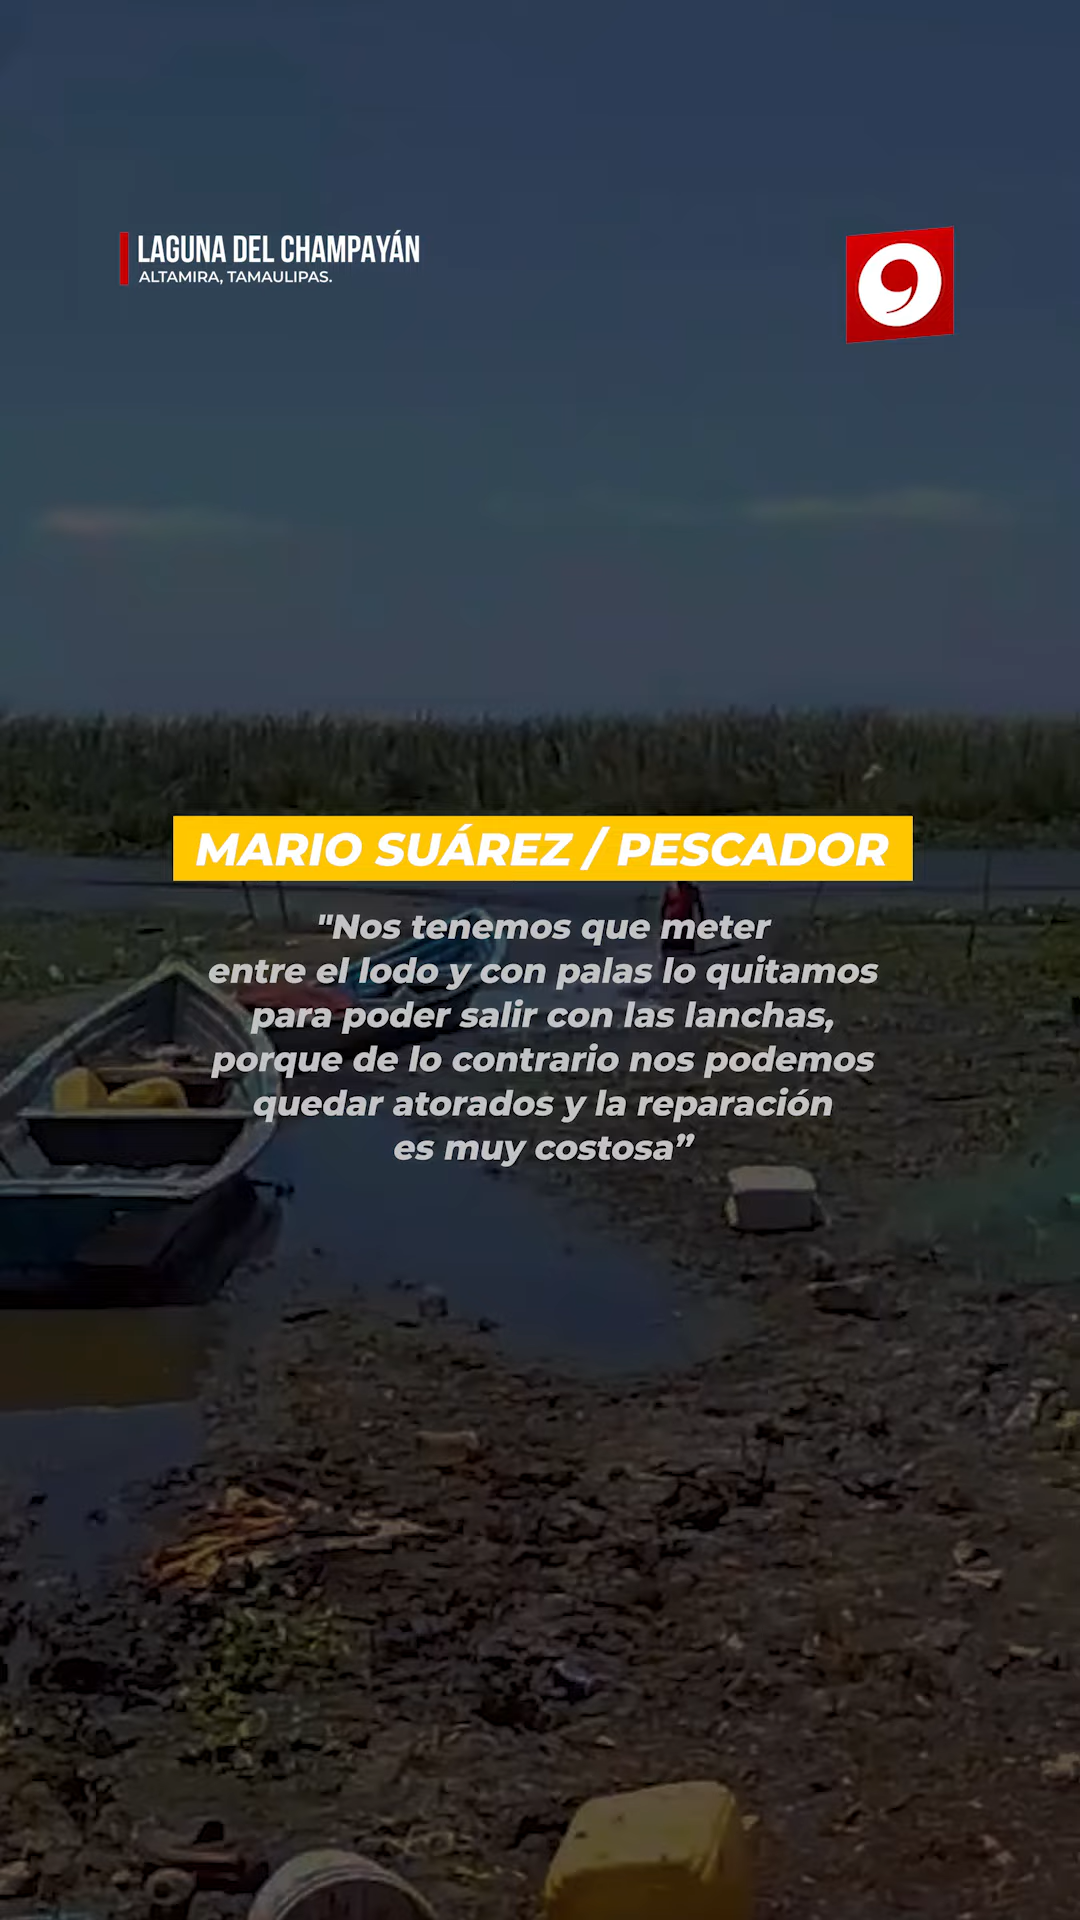 LAGUNA DEL CHAMPAYÁN
ALTAMIRA, TAMAULIPAS.
9
MARIO SUÁREZ / PESCADOR
"Nos tenemos que meter
entre el lodo y con palas lo quitamos
para poder salir con las lanchas,
porque de lo contrario nos podemos
quedar atorados y la reparación
es muy costosa”